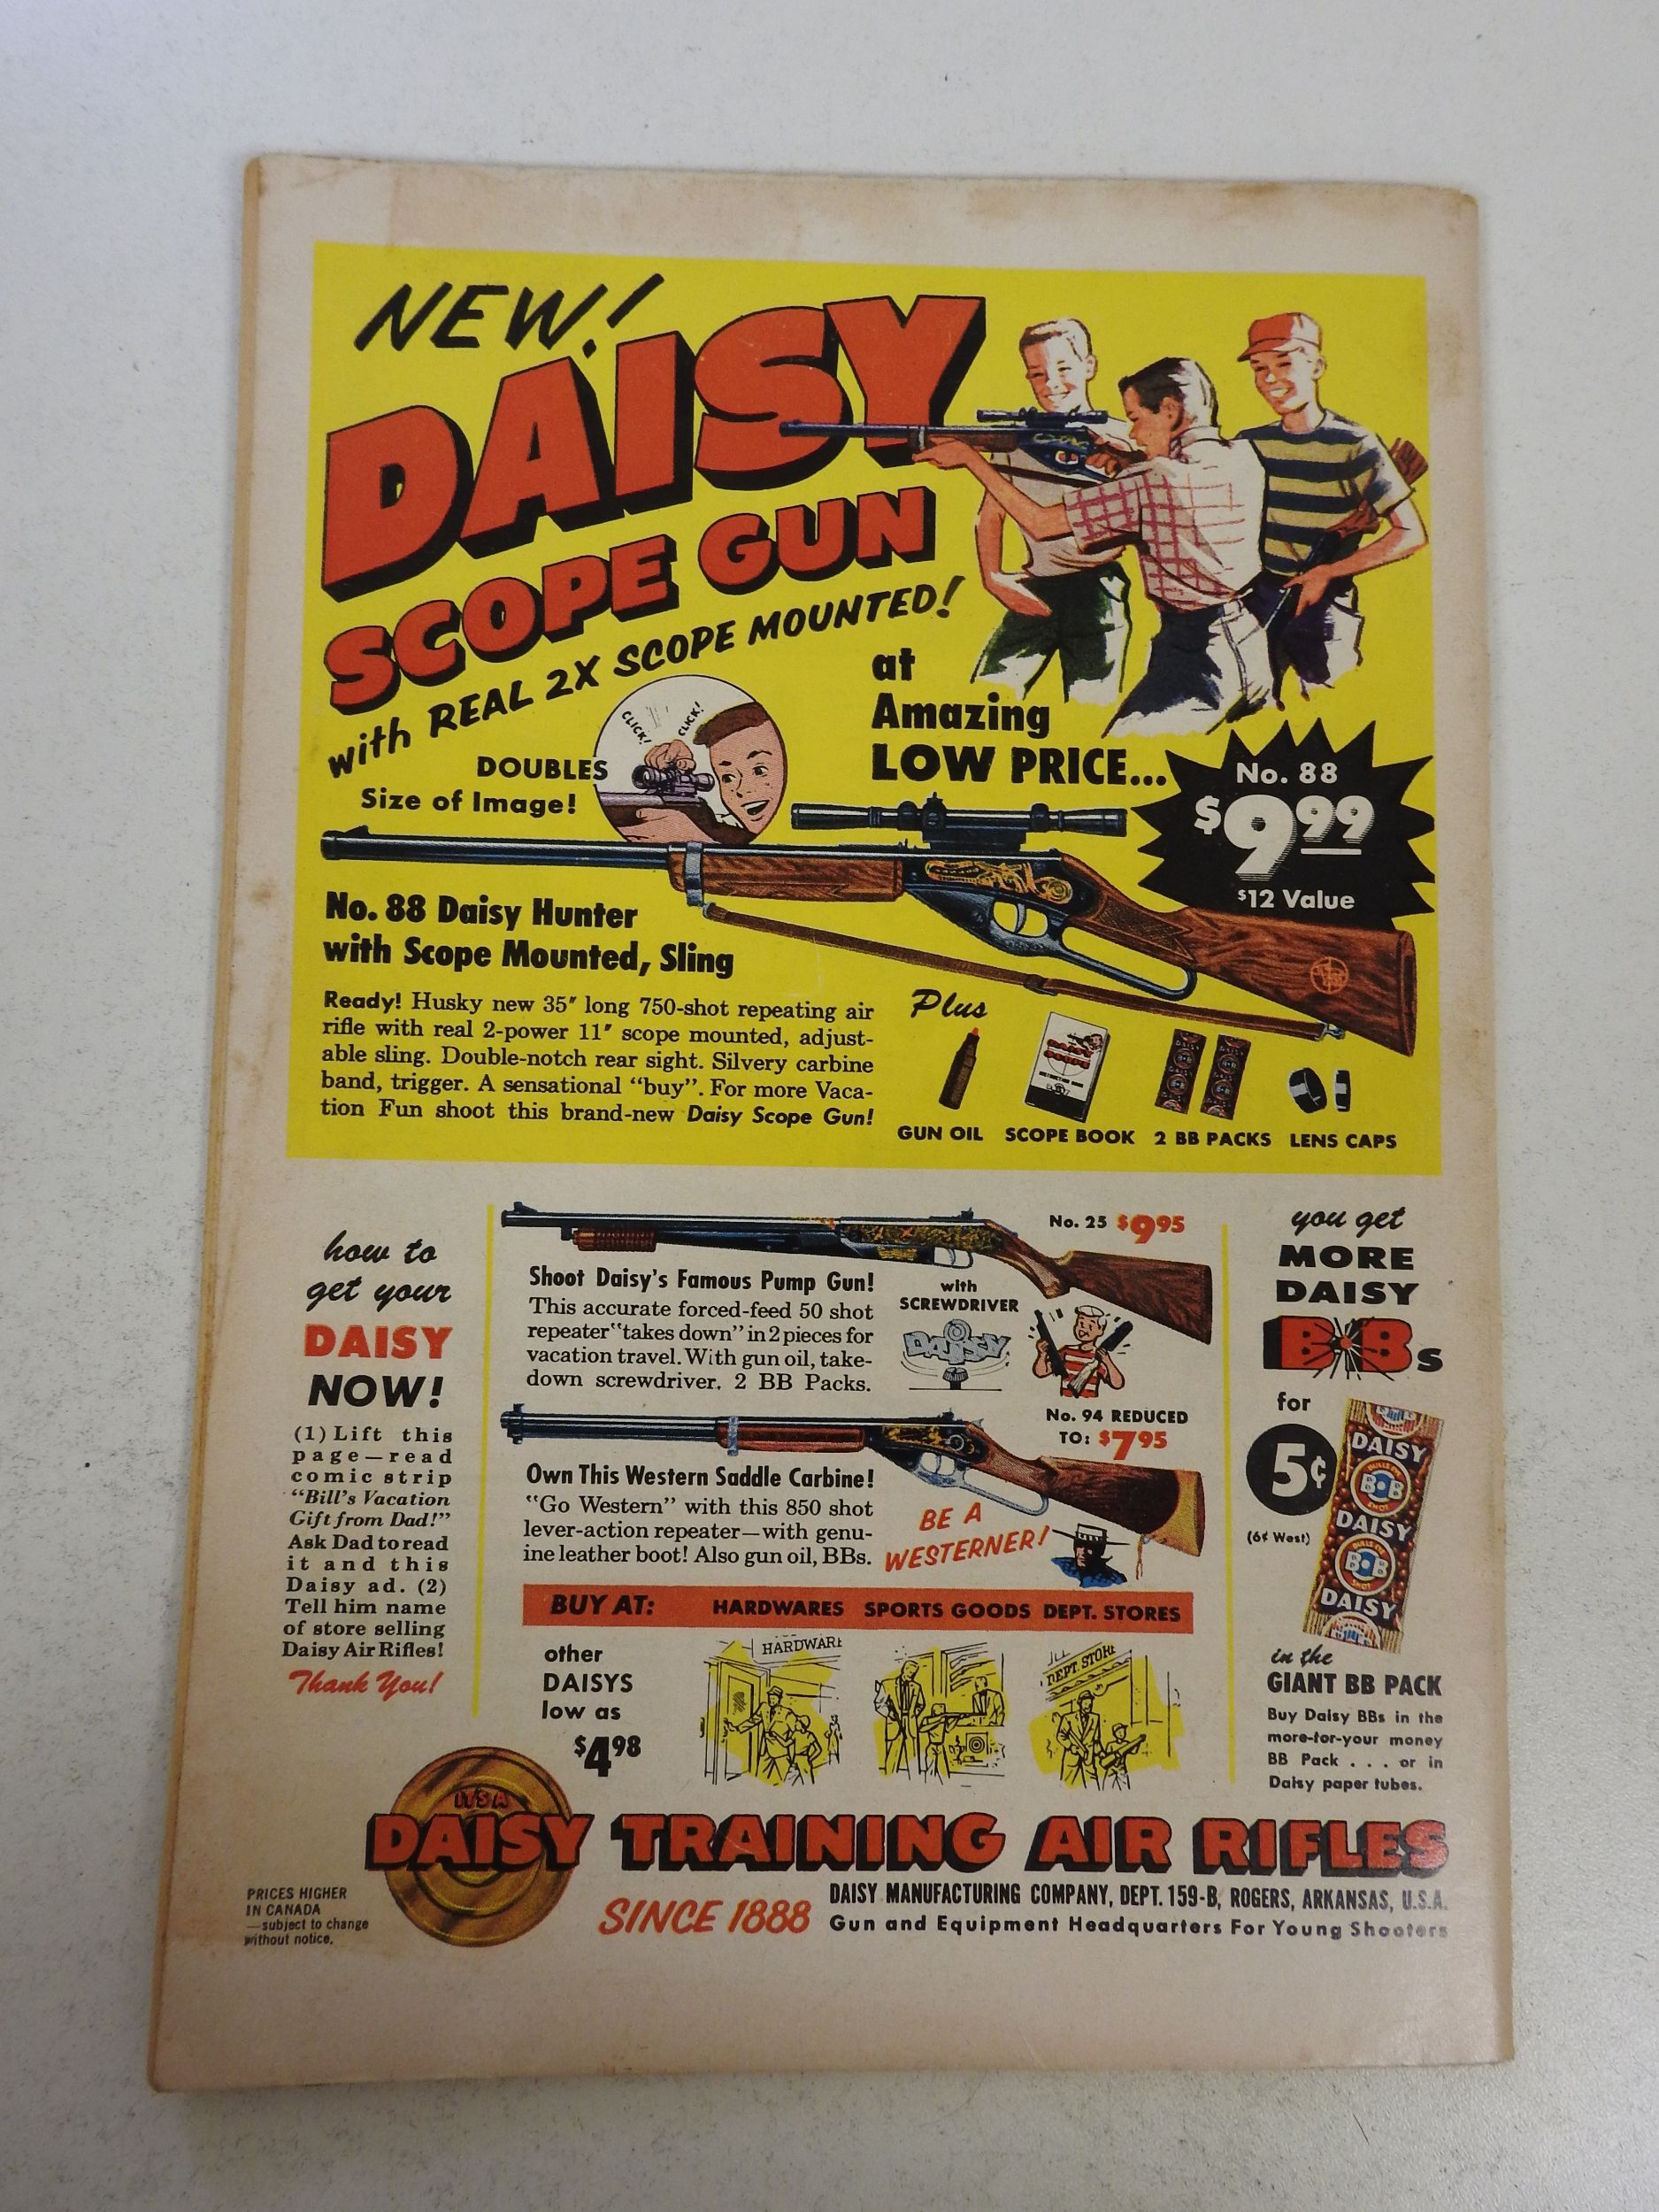 NEW!
DAISY
SCOPE GUN
with REAL 2X SCOPE MOUNTED!
DOUBLES
Size of Image!
CLICK!
CLICK!
at
Amazing
LOW PRICE...
No. 88
$9.99
$12 Value
No. 88 Daisy Hunter
with Scope Mounted, Sling
Ready! Husky new 35″ long 750-shot repeating air
rifle with real 2-power 11″ scope mounted, adjust-
able sling. Double-notch rear sight. Silvery carbine
band, trigger. A sensational “buy”. For more Vaca-
tion Fun shoot this brand-new Daisy Scope Gun!
Plus
DAISY
SCOPE
GUN OIL
SCOPE BOOK
2 BB PACKS
LENS CAPS
how to
get your
DAISY
NOW!
(1) Lift this
page—read
comic strip
“Bill’s Vacation
Gift from Dad!”
Ask Dad to read
it and this
Daisy ad. (2)
Tell him name
of store selling
Daisy Air Rifles!
Thank You!
No. 25 $9.95
Shoot Daisy’s Famous Pump Gun!
This accurate forced-feed 50 shot
repeater “takes down” in 2 pieces for
vacation travel. With gun oil, take-
down screwdriver, 2 BB Packs.
with
SCREWDRIVER
DAISY
No. 94 REDUCED
TO: $7.95
Own This Western Saddle Carbine!
“Go Western” with this 850 shot
lever-action repeater—with genu-
ine leather boot! Also gun oil, BBs.
BE A
WESTERNER!
BUY AT: HARDWARES SPORTS GOODS DEPT. STORES
other
DAISYS
low as
$4.98
HARDWARE
DEPT. STORE
you get
MORE
DAISY
BBs
for
5¢
(6¢ West)
DAISY
BULLS EYE
BB
SHOT
DAISY
BULLS EYE
BB
SHOT
DAISY
in the
GIANT BB PACK
Buy Daisy BBs in the
more-for-your money
BB Pack . . . or in
Daisy paper tubes.
IT'S A
DAISY TRAINING AIR RIFLES
PRICES HIGHER
IN CANADA
—subject to change
without notice.
SINCE 1888
DAISY MANUFACTURING COMPANY, DEPT. 159-B, ROGERS, ARKANSAS, U.S.A.
Gun and Equipment Headquarters For Young Shooters